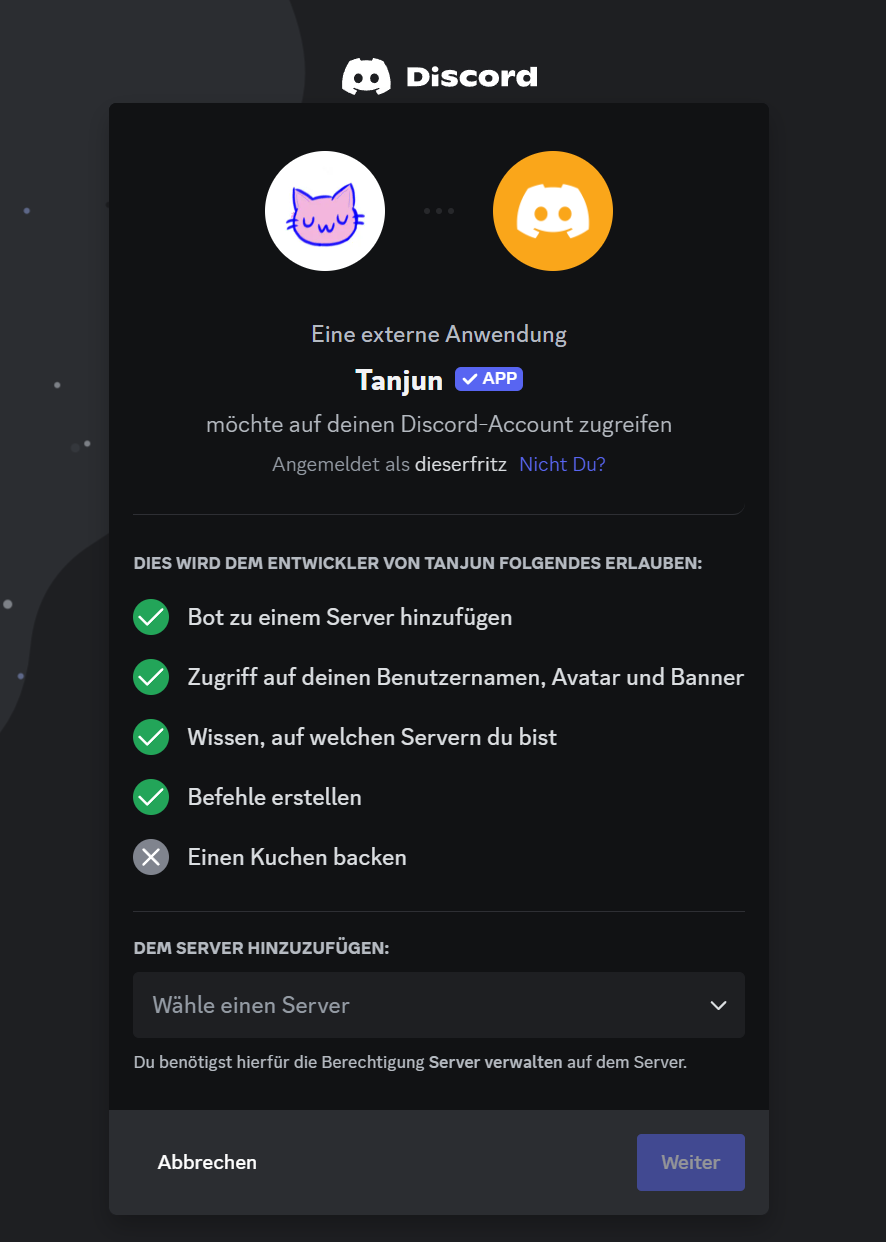 Discord
Eine externe Anwendung
Tanjun APP
möchte auf deinen Discord-Account zugreifen
Angemeldet als dieserfritz Nicht Du?
DIES WIRD DEM ENTWICKLER VON TANJUN FOLGENDES ERLAUBEN:
Bot zu einem Server hinzufügen
Zugriff auf deinen Benutzernamen, Avatar und Banner
Wissen, auf welchen Servern du bist
Befehle erstellen
Einen Kuchen backen
DEM SERVER HINZUZUFÜGEN:
Wähle einen Server
Du benötigst hierfür die Berechtigung Server verwalten auf dem Server.
Abbrechen Weiter